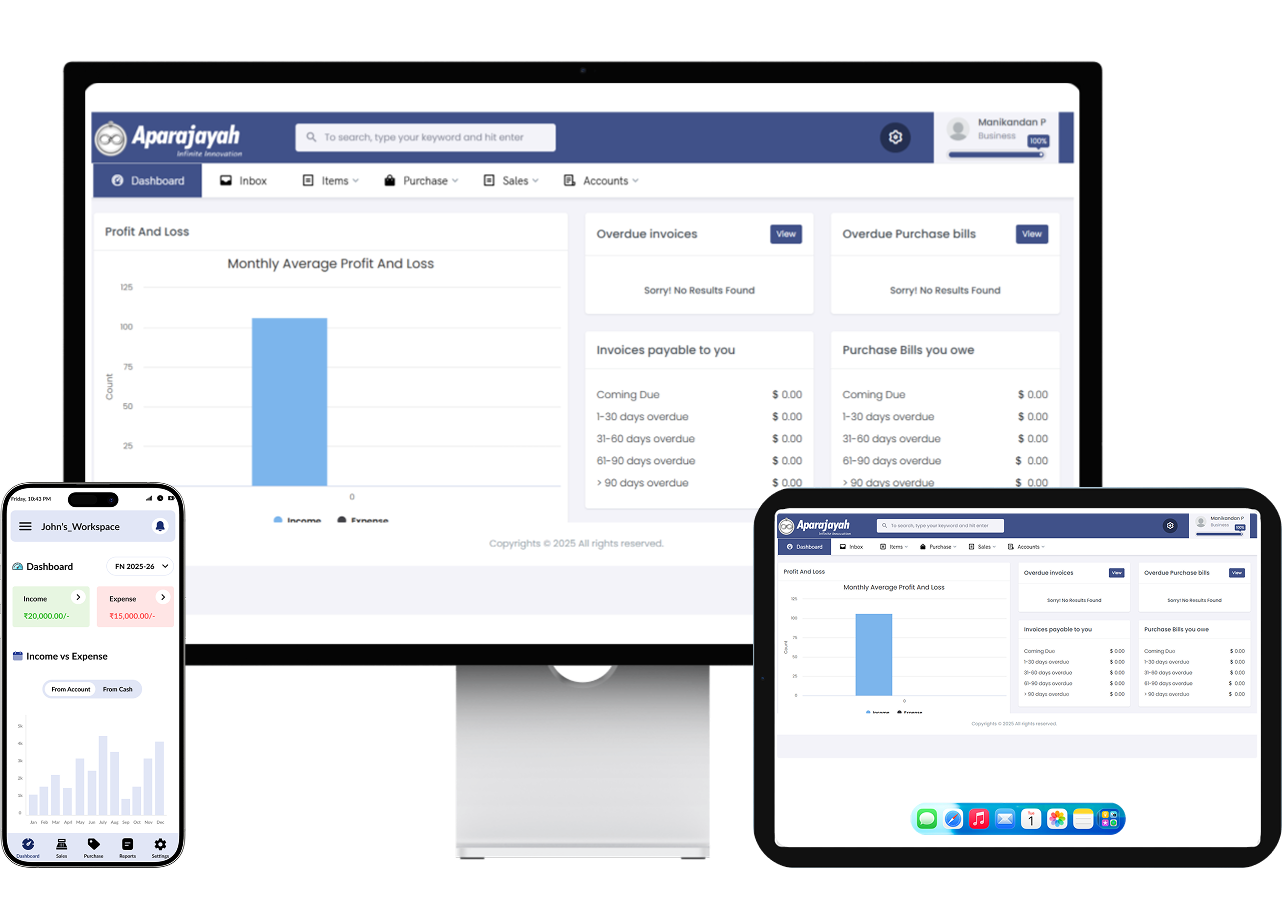 Aparajayah
Infinite Innovation
To search, type your keyword and hit enter
Manikandan P
Business
100%
Dashboard
Inbox
Items
Purchase
Sales
Accounts
Profit And Loss
Monthly Average Profit And Loss
125
100
75
50
25
Count
0
Income
Expense
Overdue invoices
View
Sorry! No Results Found
Overdue Purchase bills
View
Sorry! No Results Found
Invoices payable to you
Coming Due $ 0.00
1-30 days overdue $ 0.00
31-60 days overdue $ 0.00
61-90 days overdue $ 0.00
> 90 days overdue $ 0.00
Purchase Bills you owe
Coming Due $ 0.00
1-30 days overdue $ 0.00
31-60 days overdue $ 0.00
61-90 days overdue $ 0.00
> 90 days overdue $ 0.00
Copyrights © 2025 All rights reserved.
Friday, 10:43 PM
John's_Workspace
Dashboard
FN 2025-26
Income
₹20,000.00/-
Expense
₹15,000.00/-
Income vs Expense
From Account
From Cash
5k
4k
3k
2k
1k
0
Jan Feb Mar April May Jun July Aug Sep Oct Nov Dec
Dashboard
Sales
Purchase
Reports
Settings
Aparajayah
Infinite Innovation
To search, type your keyword and hit enter
Manikandan P
Business
100%
Dashboard
Inbox
Items
Purchase
Sales
Accounts
Profit And Loss
Monthly Average Profit And Loss
125
100
75
50
25
0
Count
0
Income
Expense
Overdue invoices
View
Sorry! No Results Found
Overdue Purchase bills
View
Sorry! No Results Found
Invoices payable to you
Coming Due $ 0.00
1-30 days overdue $ 0.00
31-60 days overdue $ 0.00
61-90 days overdue $ 0.00
> 90 days overdue $ 0.00
Purchase Bills you owe
Coming Due $ 0.00
1-30 days overdue $ 0.00
31-60 days overdue $ 0.00
61-90 days overdue $ 0.00
> 90 days overdue $ 0.00
Copyrights © 2025 All rights reserved.
1